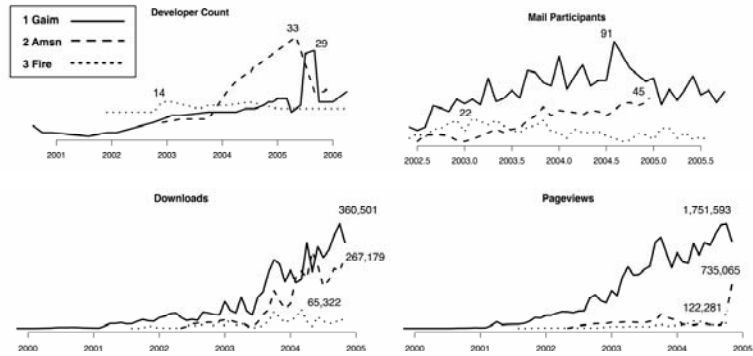 Developer Count
1 Gaim
2 Amsn
3 Fire
33
29
14
2001 2002 2003 2004 2005 2006
Mail Participants
91
45
22
2002.5 2003.0 2003.5 2004.0 2004.5 2005.0 2005.5
Downloads
360,501
267,179
65,322
2000 2001 2002 2003 2004 2005
Pageviews
1,751,593
735,065
122,281
2000 2001 2002 2003 2004 2005